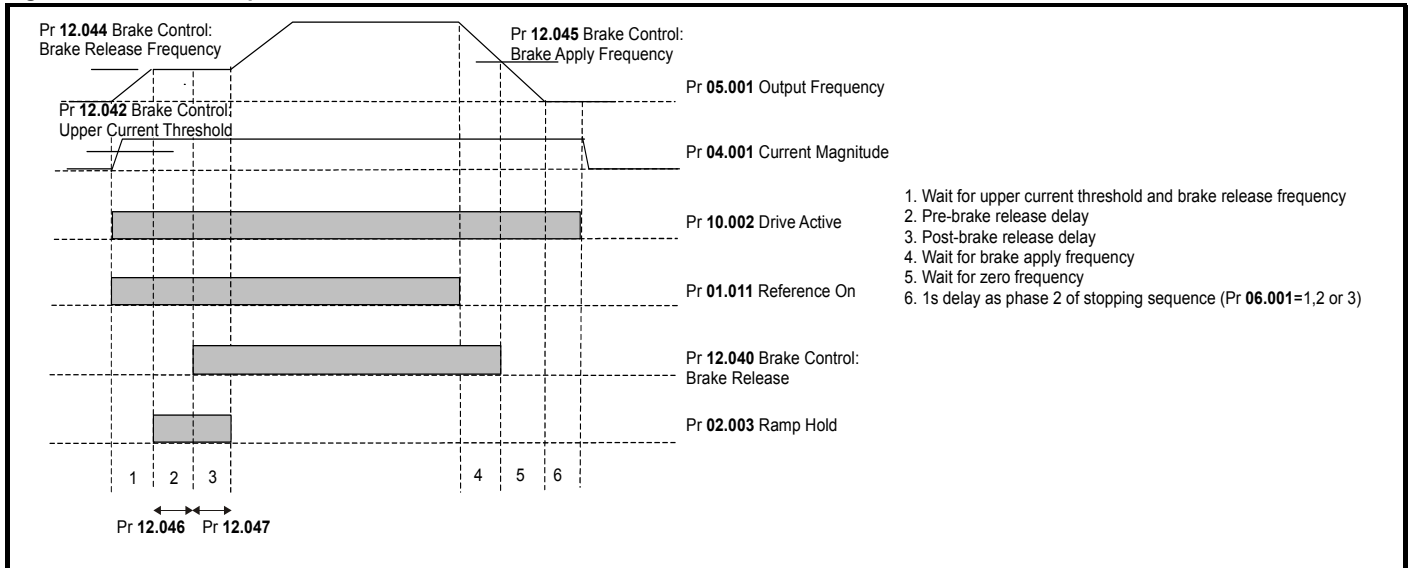 Pr 12.044 Brake Control:
Brake Release Frequency
Pr 12.045 Brake Control:
Brake Apply Frequency
Pr 05.001 Output Frequency
Pr 12.042 Brake Control:
Upper Current Threshold
Pr 04.001 Current Magnitude
Pr 10.002 Drive Active
Pr 01.011 Reference On
Pr 12.040 Brake Control:
Brake Release
Pr 02.003 Ramp Hold
1 2 3 4 5 6
Pr 12.046 Pr 12.047
1. Wait for upper current threshold and brake release frequency
2. Pre-brake release delay
3. Post-brake release delay
4. Wait for brake apply frequency
5. Wait for zero frequency
6. 1s delay as phase 2 of stopping sequence (Pr 06.001=1,2 or 3)